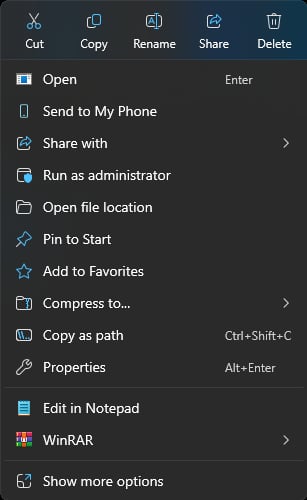 Cut Copy Rename Share Delete
Open Enter
Send to My Phone
Share with
Run as administrator
Open file location
Pin to Start
Add to Favorites
Compress to...
Copy as path Ctrl+Shift+C
Properties Alt+Enter
Edit in Notepad
WinRAR
Show more options